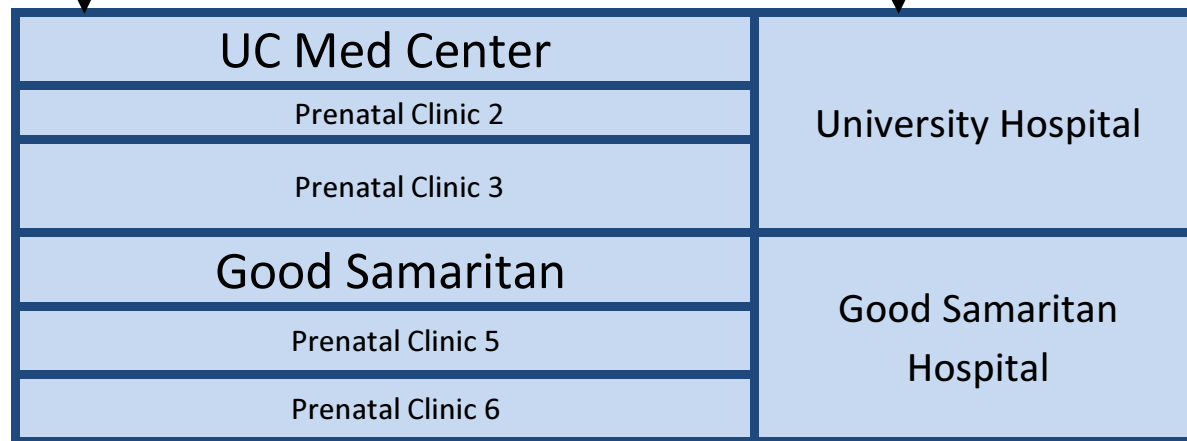 UC Med Center
Prenatal Clinic 2
Prenatal Clinic 3
University Hospital
Good Samaritan
Prenatal Clinic 5
Prenatal Clinic 6
Good Samaritan
Hospital